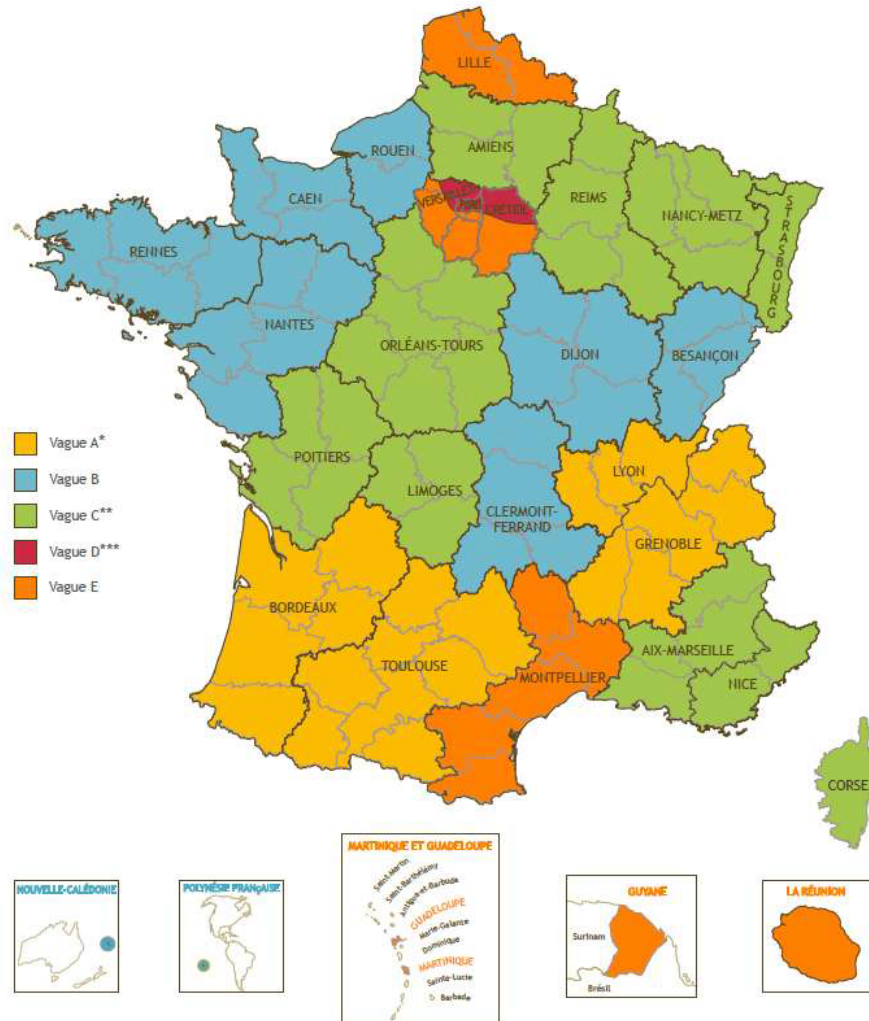 LILLE
ROUEN
AMIENS
CAEN
VERSAILLES
PARIS
CRÉTEIL
REIMS
NANCY-METZ
STRASBOURG
RENNES
NANTES
ORLÉANS-TOURS
DIJON
BESANÇON
Vague A*
Vague B
Vague C**
Vague D***
Vague E
POITIERS
LIMOGES
CLERMONT-
FERRAND
LYON
GRENOBLE
BORDEAUX
TOULOUSE
MONTPELLIER
AIX-MARSEILLE
NICE
CORSE
NOUVELLE-CALÉDONIE
POLYNÉSIE FRANÇAISE
MARTINIQUE ET GUADELOUPE
Saint-Martin
Saint-Barthélémy
Antigua-et-Barbuda
GUADELOUPE
Marie-Galante
Dominique
MARTINIQUE
Sainte-Lucie
Barbade
GUYANE
Surinam
Brésil
LA RÉUNION